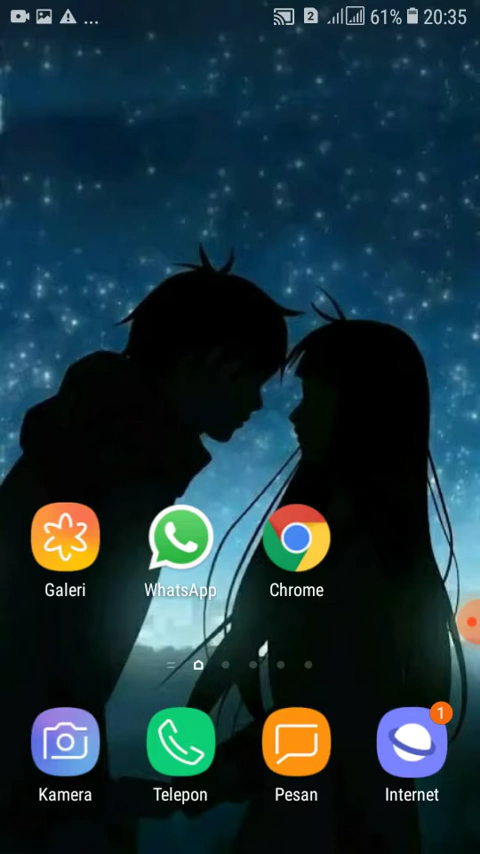 ... 2 61% 20:35
Galeri WhatsApp Chrome
1
Kamera Telepon Pesan Internet